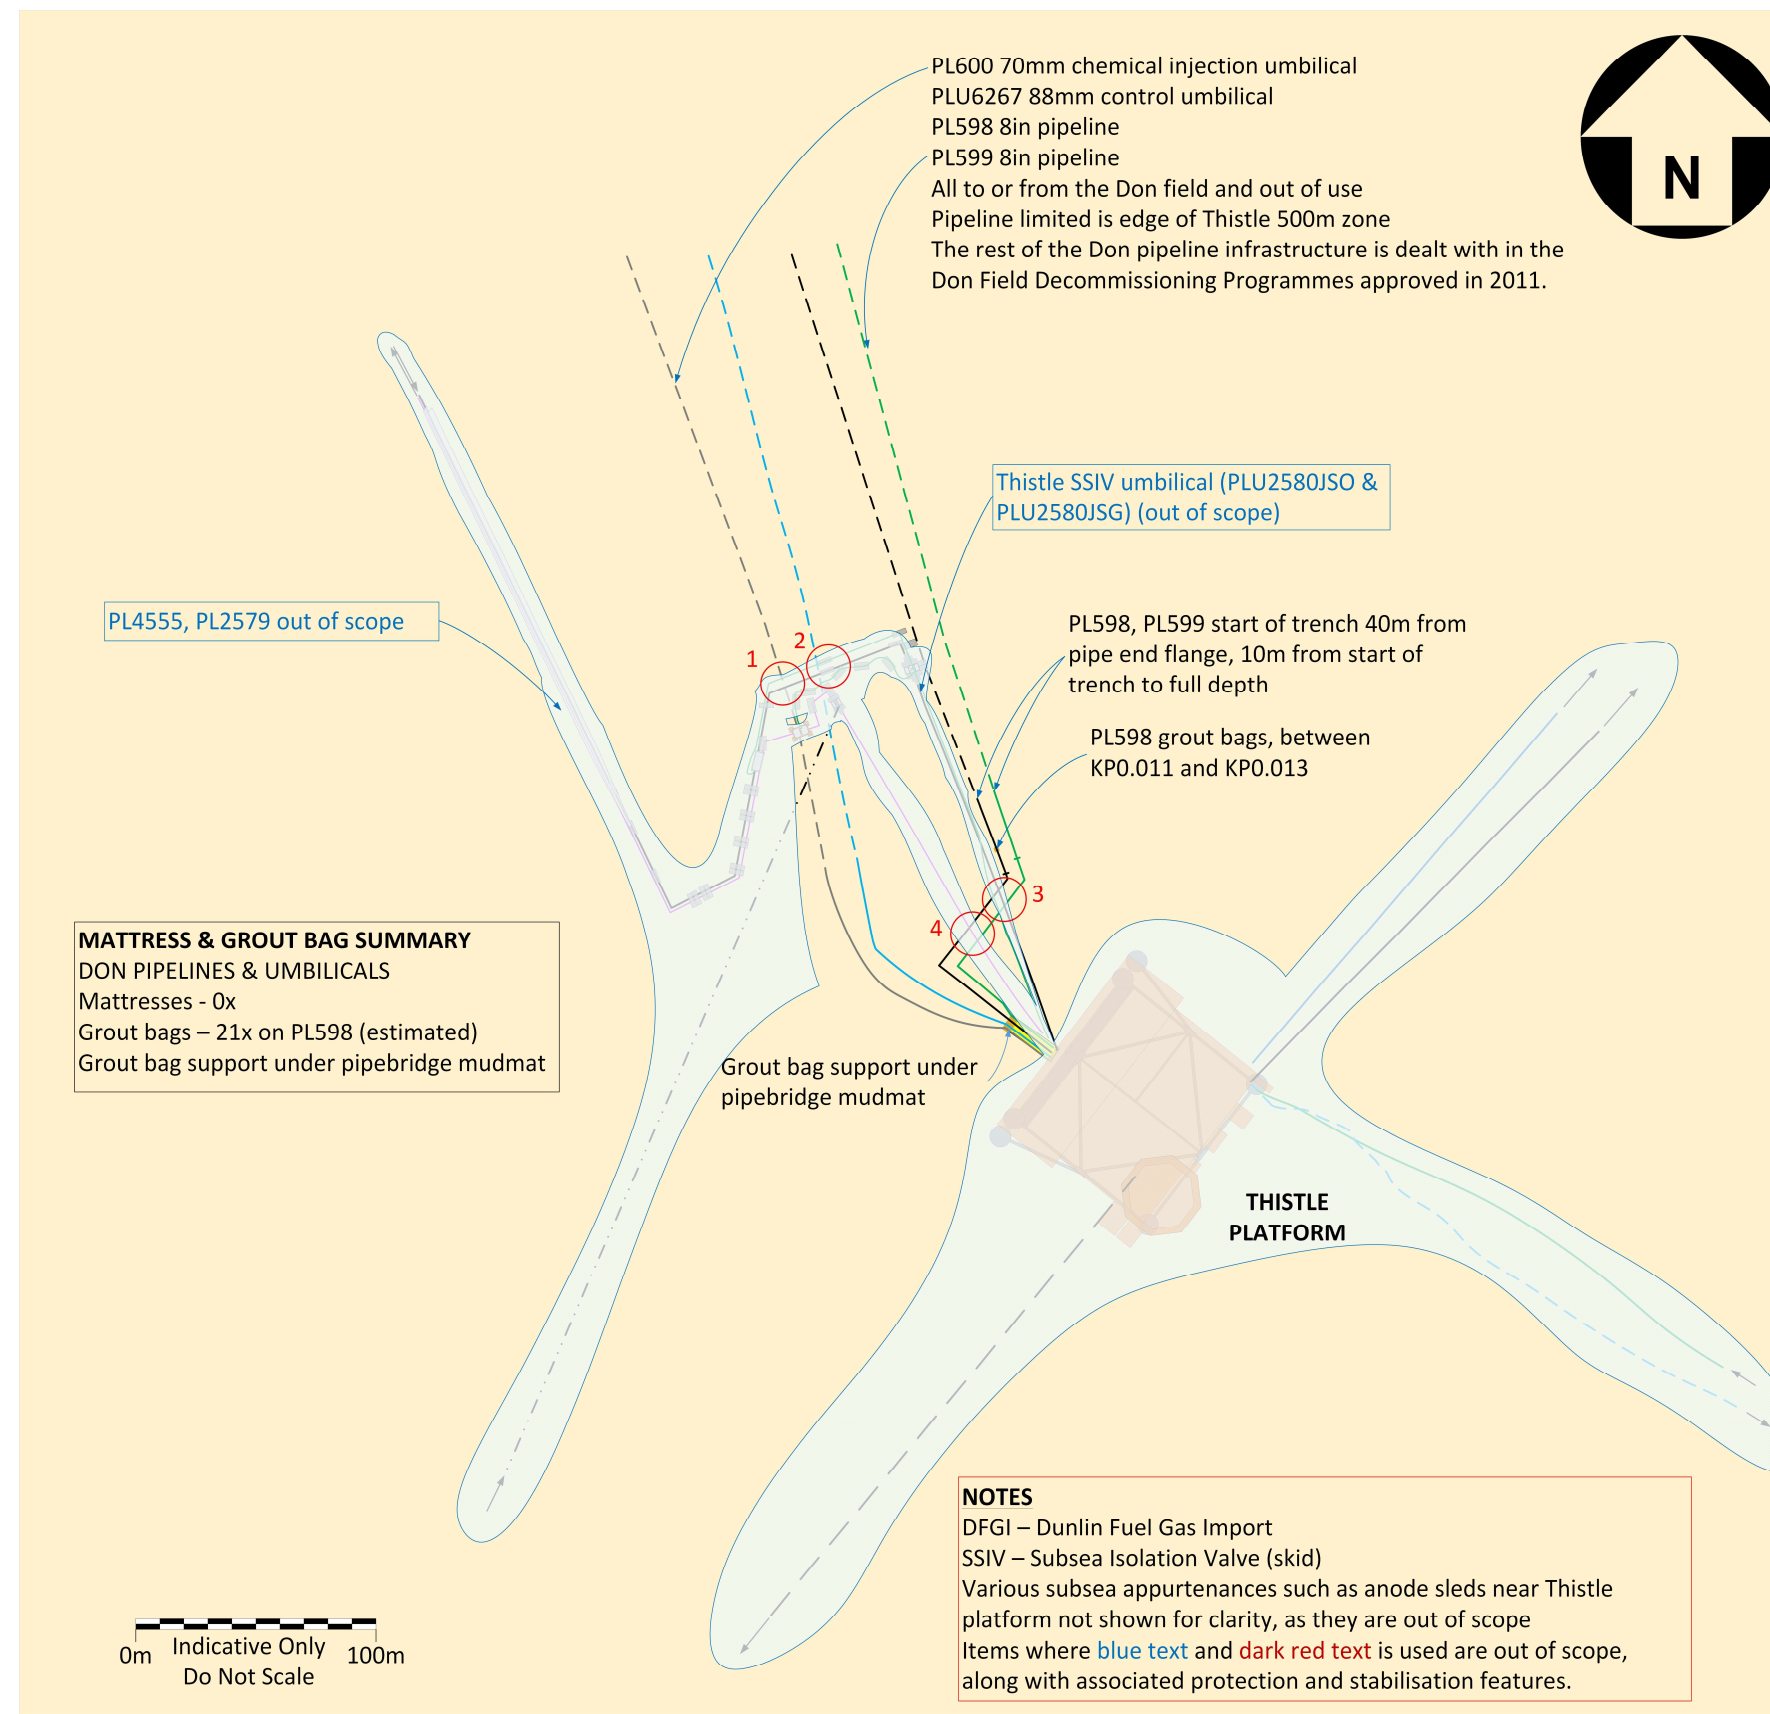 PL600 70mm chemical injection umbilical
PLU6267 88mm control umbilical
PL598 8in pipeline
PL599 8in pipeline
All to or from the Don field and out of use
Pipeline limited is edge of Thistle 500m zone
The rest of the Don pipeline infrastructure is dealt with in the
Don Field Decommissioning Programmes approved in 2011.
N
Thistle SSIV umbilical (PLU2580JSO &
PLU2580JSG) (out of scope)
PL4555, PL2579 out of scope
PL598, PL599 start of trench 40m from
pipe end flange, 10m from start of
trench to full depth
1
2
PL598 grout bags, between
KP0.011 and KP0.013
3
4
MATTRESS & GROUT BAG SUMMARY
DON PIPELINES & UMBILICALS
Mattresses - 0x
Grout bags – 21x on PL598 (estimated)
Grout bag support under pipebridge mudmat
Grout bag support under
pipebridge mudmat
THISTLE
PLATFORM
NOTES
DFGI – Dunlin Fuel Gas Import
SSIV – Subsea Isolation Valve (skid)
Various subsea appurtenances such as anode sleds near Thistle
platform not shown for clarity, as they are out of scope
Items where blue text and dark red text is used are out of scope,
along with associated protection and stabilisation features.
0m
Indicative Only
Do Not Scale
100m